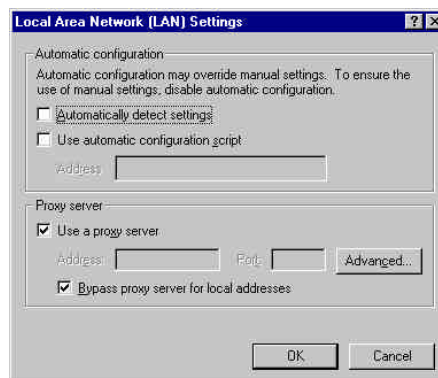 Local Area Network (LAN) Settings
Automatic configuration
Automatic configuration may override manual settings. To ensure the
use of manual settings, disable automatic configuration.
Automatically detect settings
Use automatic configuration script
Address
Proxy server
Use a proxy server
Address: Port: Advanced...
Bypass proxy server for local addresses
OK Cancel